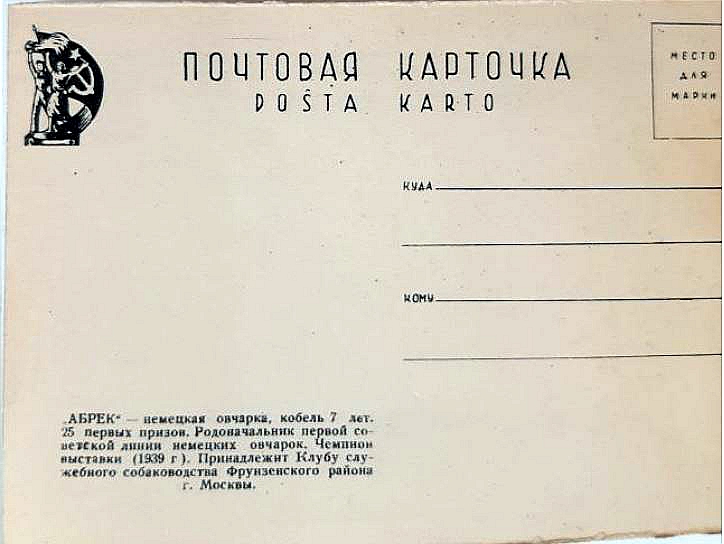 ПОЧТОВАЯ КАРТОЧКА
POŠTA KARTO
МЕСТО
ДЛЯ
МАРКИ
КУДА
КОМУ
„АБРЕК“ — немецкая овчарка, кобель 7 лет.
25 первых призов. Родоначальник первой со-
ветской линии немецких овчарок. Чемпион
выставки (1939 г). Принадлежит Клубу слу-
жебного собаководства Фрунзенского района
г. Москвы.